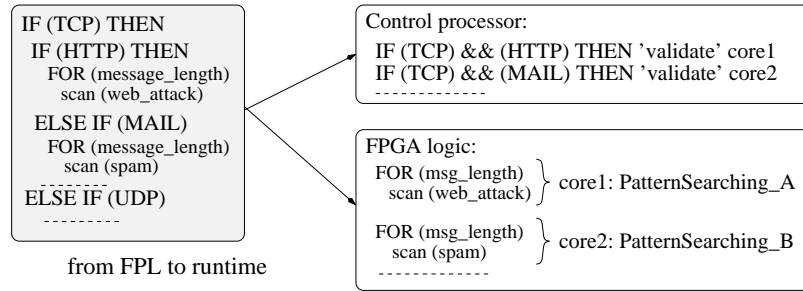 IF (TCP) THEN
IF (HTTP) THEN
FOR (message_length)
scan (web_attack)
ELSE IF (MAIL)
FOR (message_length)
scan (spam)
ELSE IF (UDP)
from FPL to runtime
Control processor:
IF (TCP) && (HTTP) THEN 'validate' core1
IF (TCP) && (MAIL) THEN 'validate' core2
FPGA logic:
FOR (msg_length)
scan (web_attack)
core1: PatternSearching_A
FOR (msg_length)
scan (spam)
core2: PatternSearching_B